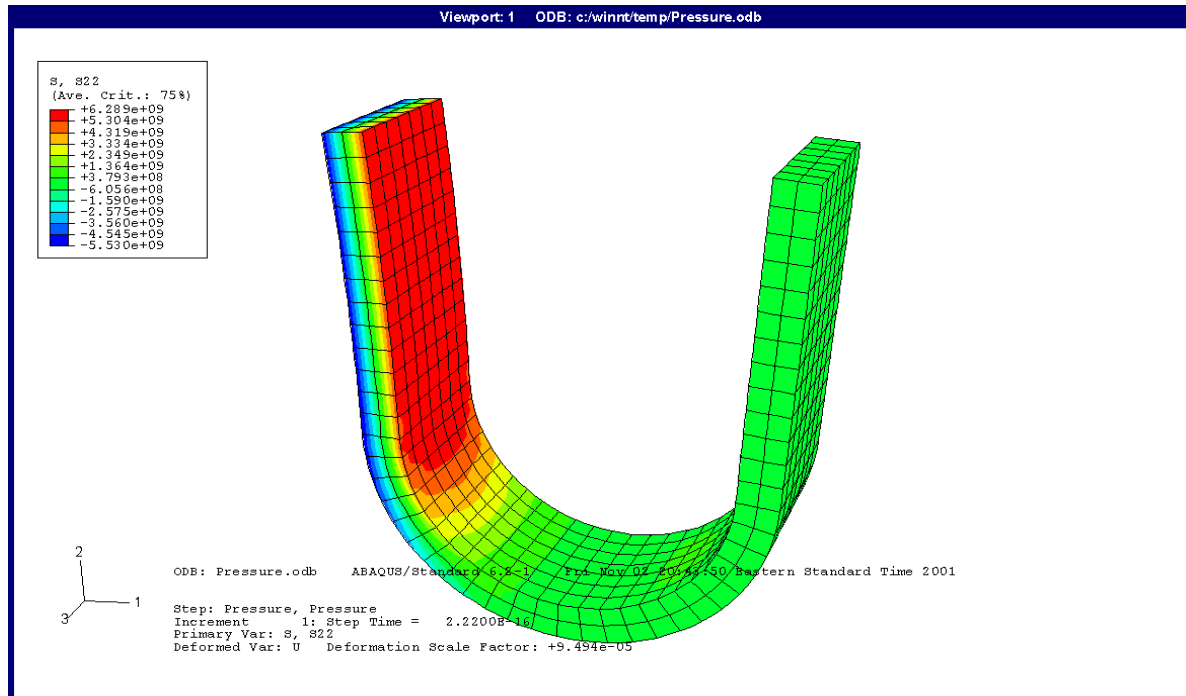 Viewport: 1 ODB: c:/winnt/temp/Pressure.odb
S, S22
(Ave. Crit.: 75%)
+6.289e+09
+5.304e+09
+4.319e+09
+3.334e+09
+2.349e+09
+1.364e+09
+3.793e+08
-6.056e+08
-1.590e+09
-2.575e+09
-3.560e+09
-4.545e+09
-5.530e+09
2
1
3
ODB: Pressure.odb ABAQUS/Standard 6.2-1 Fri Nov 02 20:43:50 Eastern Standard Time 2001
Step: Pressure, Pressure
Increment 1: Step Time = 2.2200E-16
Primary Var: S, S22
Deformed Var: U Deformation Scale Factor: +9.494e-05